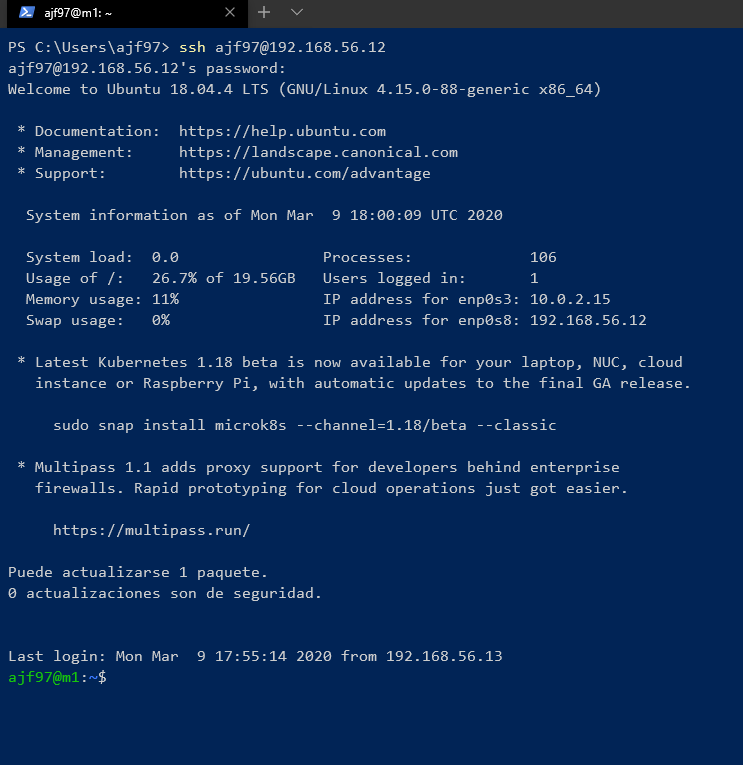 ajf97@m1: ~
PS C:\Users\ajf97> ssh ajf97@192.168.56.12
ajf97@192.168.56.12's password:
Welcome to Ubuntu 18.04.4 LTS (GNU/Linux 4.15.0-88-generic x86_64)
* Documentation:  https://help.ubuntu.com
* Management:     https://landscape.canonical.com
* Support:        https://ubuntu.com/advantage
System information as of Mon Mar  9 18:00:09 UTC 2020
System load:  0.0                Processes:             106
Usage of /:   26.7% of 19.56GB   Users logged in:       1
Memory usage: 11%                IP address for enp0s3: 10.0.2.15
Swap usage:   0%                 IP address for enp0s8: 192.168.56.12
* Latest Kubernetes 1.18 beta is now available for your laptop, NUC, cloud
instance or Raspberry Pi, with automatic updates to the final GA release.
sudo snap install microk8s --channel=1.18/beta --classic
* Multipass 1.1 adds proxy support for developers behind enterprise
firewalls. Rapid prototyping for cloud operations just got easier.
https://multipass.run/
Puede actualizarse 1 paquete.
0 actualizaciones son de seguridad.
Last login: Mon Mar  9 17:55:14 2020 from 192.168.56.13
ajf97@m1:~$